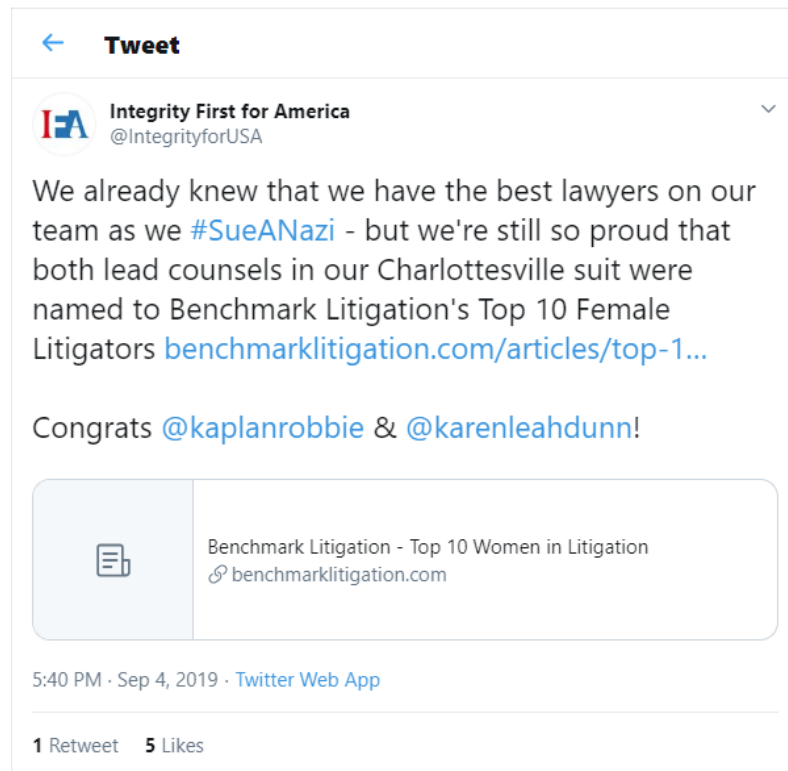 Tweet
IFA
Integrity First for America
@IntegrityforUSA
We already knew that we have the best lawyers on our
team as we #SueANazi - but we're still so proud that
both lead counsels in our Charlottesville suit were
named to Benchmark Litigation's Top 10 Female
Litigators benchmarklitigation.com/articles/top-1...
Congrats @kaplanrobbie & @karenleahdunn!
Benchmark Litigation - Top 10 Women in Litigation
benchmarklitigation.com
5:40 PM · Sep 4, 2019 · Twitter Web App
1 Retweet 5 Likes